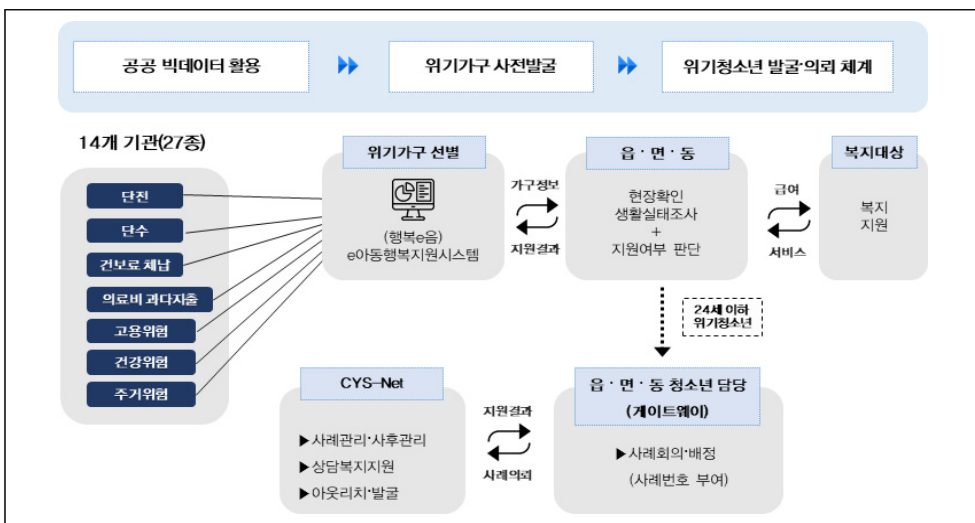 공공 빅데이터 활용
위기가구 사전발굴
위기청소년 발굴·의뢰 체계
14개 기관(27종)
단진
단수
건보료 체납
의료비 과다지출
고용위험
건강위험
주거위험
위기가구 선별
(행복e음)
e아동행복지원시스템
가구정보
지원결과
읍·면·동
현장확인
생활실태조사
+
지원여부 판단
급여
서비스
복지대상
복지
지원
24세 이하
위기청소년
CYS-Net
▶사례관리·사후관리
▶상담복지지원
▶아웃리치·발굴
지원결과
사례의뢰
읍·면·동 청소년 담당
(게이트웨이)
▶사례회의·배정
(사례번호 부여)